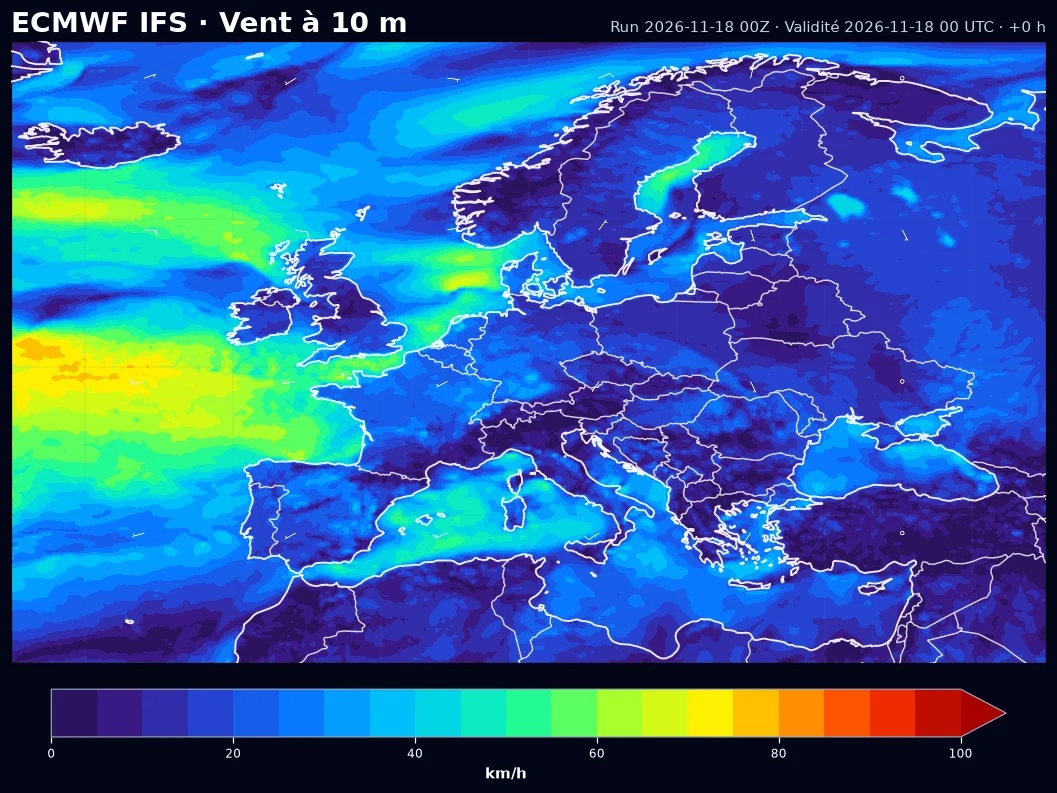 ECMWF IFS · Vent à 10 m
Run 2026-11-18 00Z · Validité 2026-11-18 00 UTC · +0 h
0 20 40 60 80 100
km/h